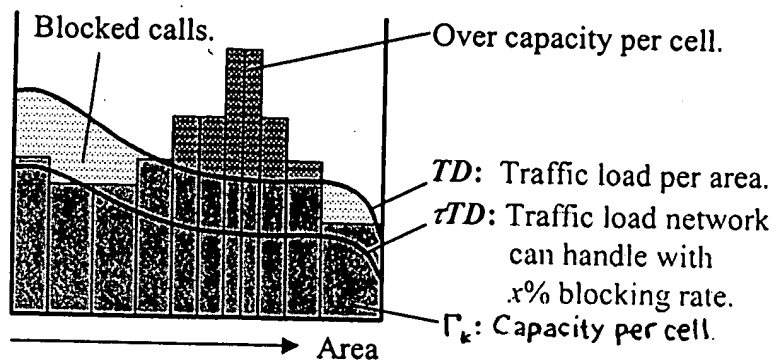 Blocked calls.
Over capacity per cell.
TD: Traffic load per area.
τTD: Traffic load network
can handle with
x% blocking rate.
Γₖ: Capacity per cell.
Area